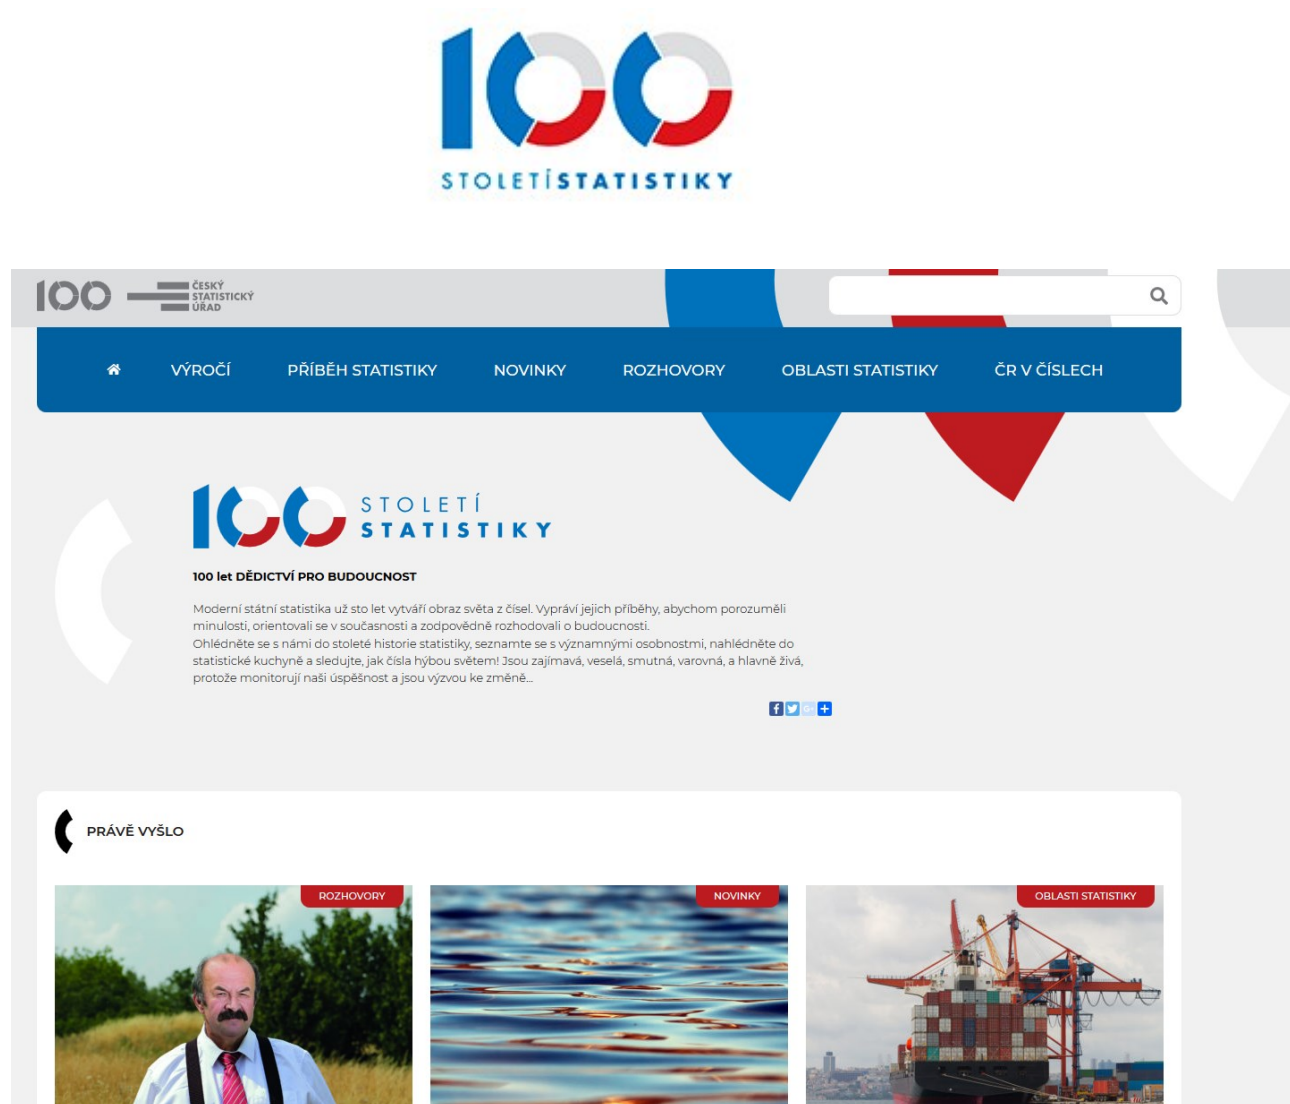 100
STOLETÍSTATISTIKY
100 ČESKÝ
STATISTICKÝ
ÚŘAD
VÝROČÍ PŘÍBĚH STATISTIKY NOVINKY ROZHOVORY OBLASTI STATISTIKY ČR V ČÍSLECH
100 STOLETÍ
STATISTIKY
100 let DĚDICTVÍ PRO BUDOUCNOST
Moderní státní statistika už sto let vytváří obraz světa z čísel. Vypráví jejich příběhy, abychom porozuměli
minulosti, orientovali se v současnosti a zodpovědně rozhodovali o budoucnosti.
Ohlédněte se s námi do stoleté historie statistiky, seznamte se s významnými osobnostmi, nahlédněte do
statistické kuchyně a sledujte, jak čísla hýbou světem! Jsou zajímavá, veselá, smutná, varovná, a hlavně živá,
protože monitorují naši úspěšnost a jsou výzvou ke změně...
PRÁVĚ VYŠLO
ROZHOVORY NOVINKY OBLASTI STATISTIKY